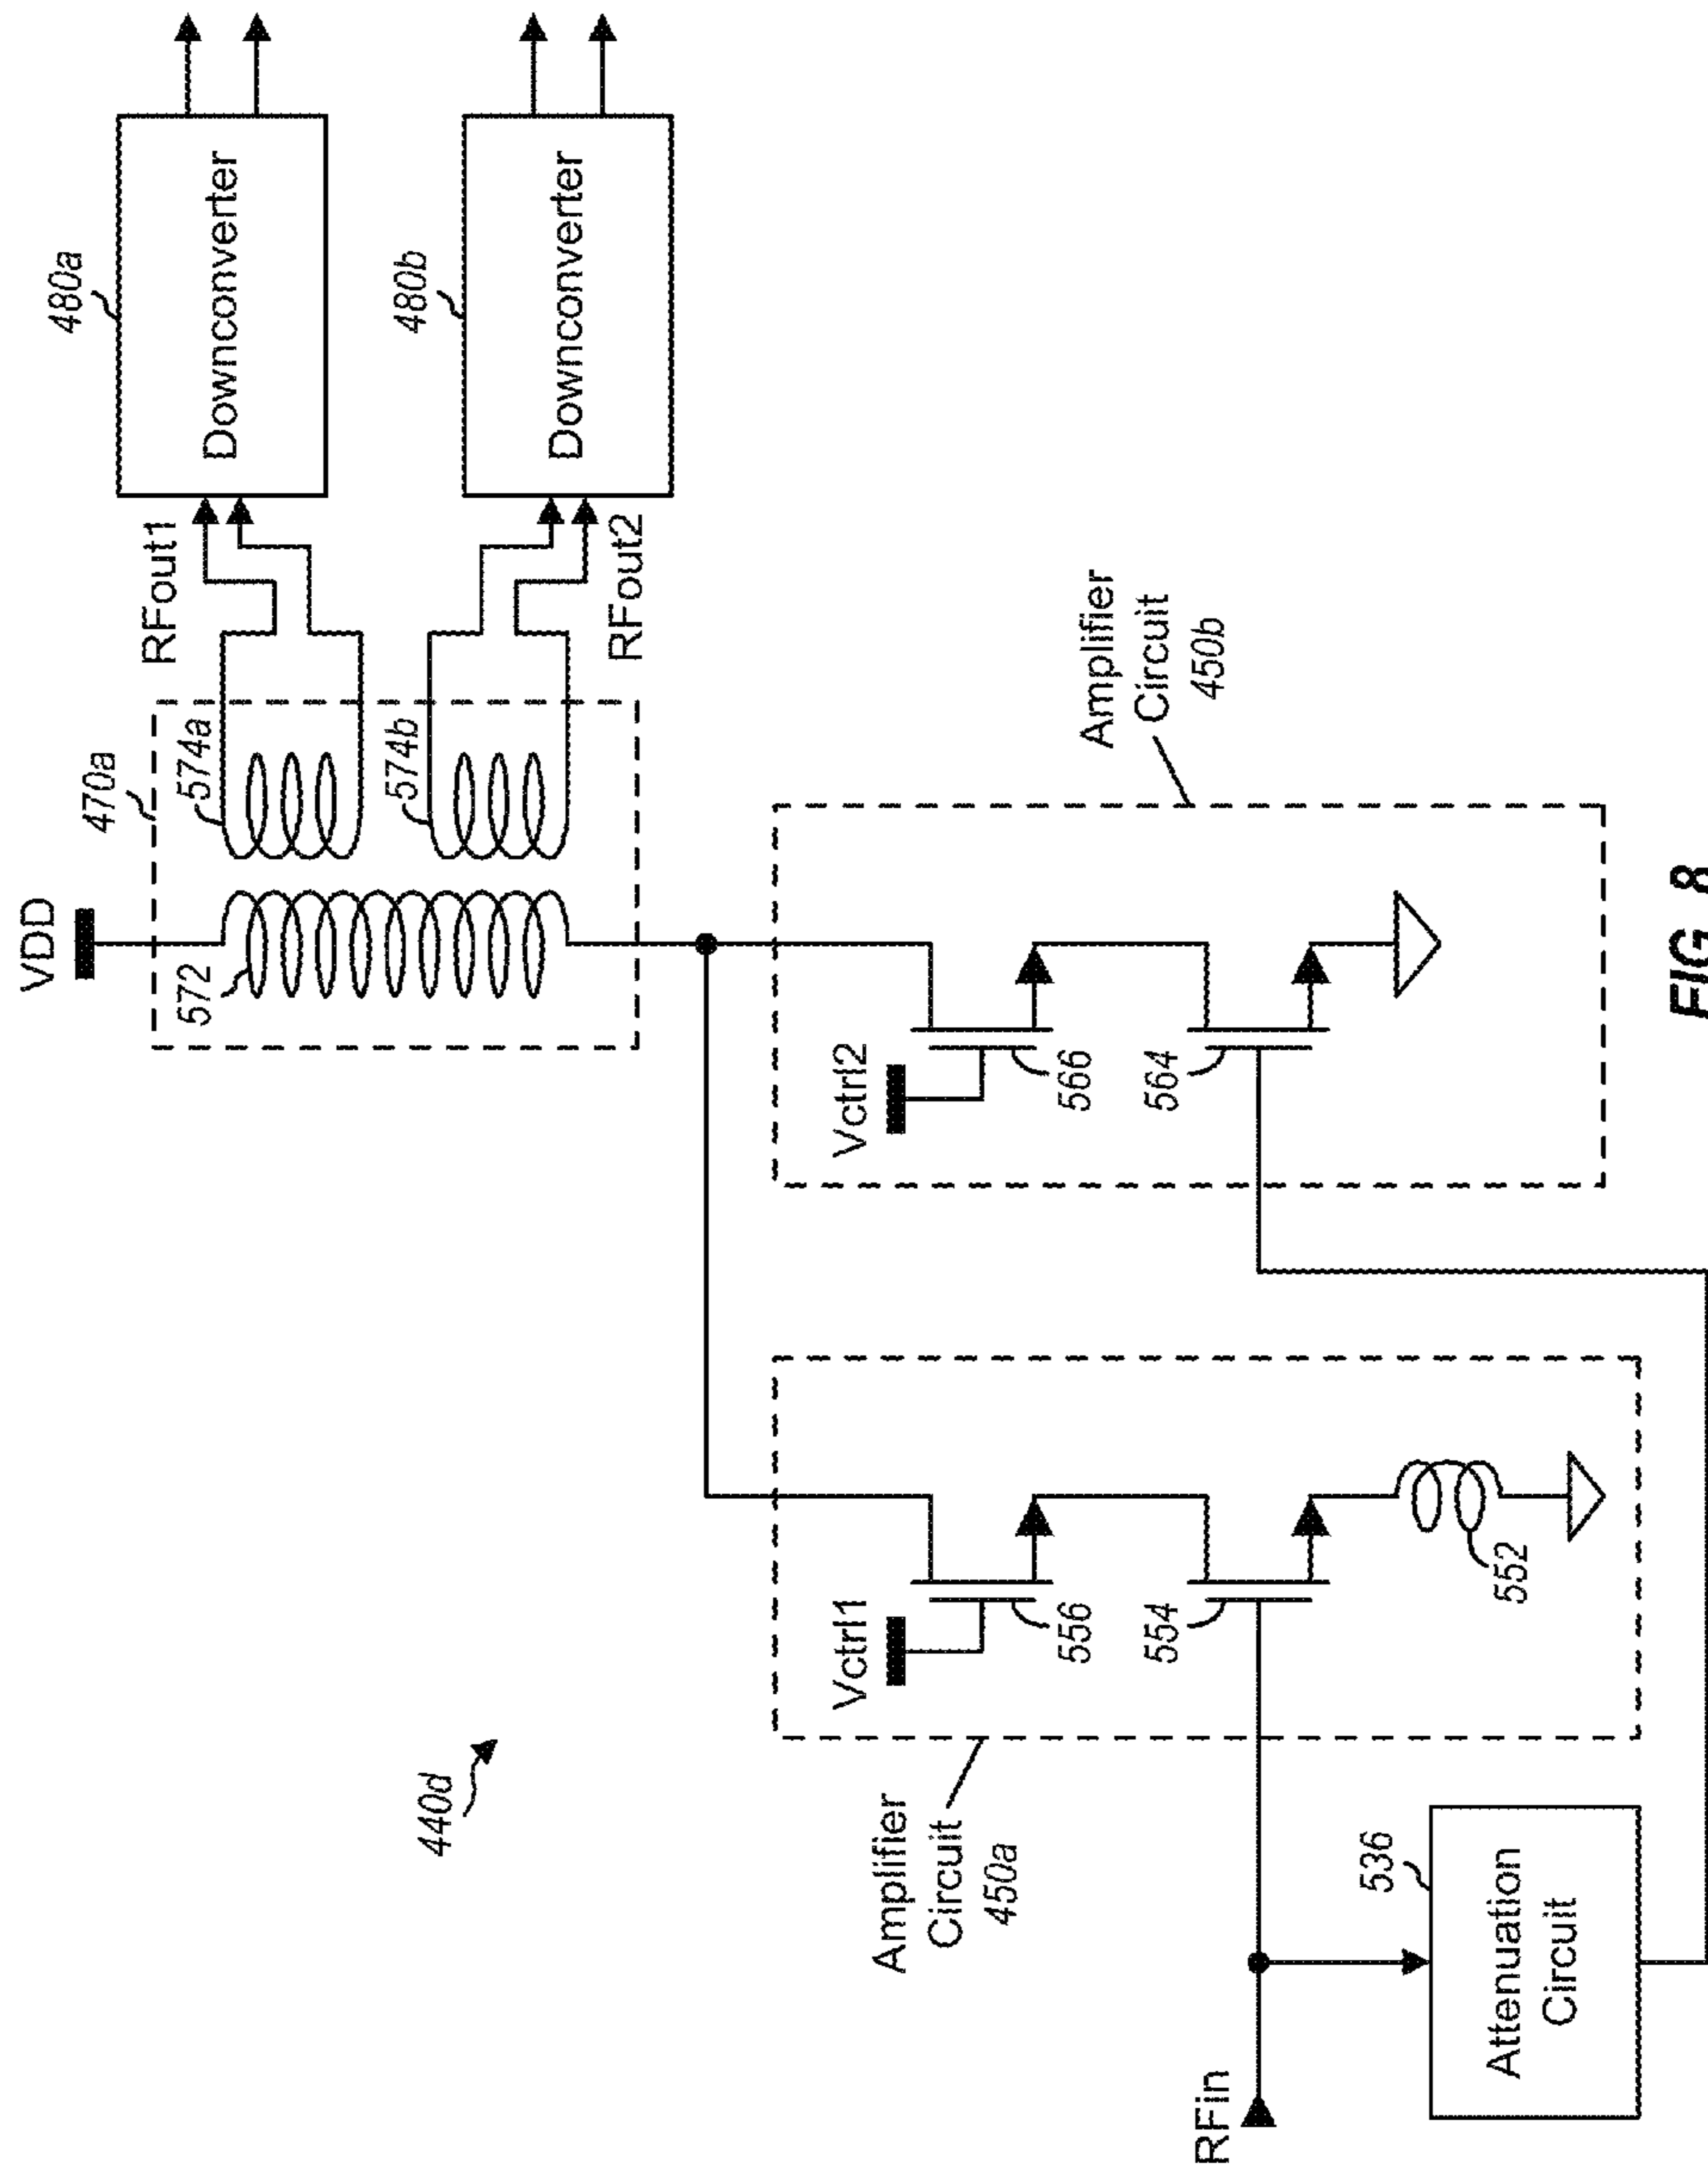 440d
VDD
470a
572
574a
574b
RFout1
RFout2
480a
Downconverter
480b
Downconverter
Amplifier
Circuit
450a
Vctrl1
556
554
552
Vctrl2
566
564
Amplifier
Circuit
450b
RFin
536
Attenuation
Circuit
FIG. 8